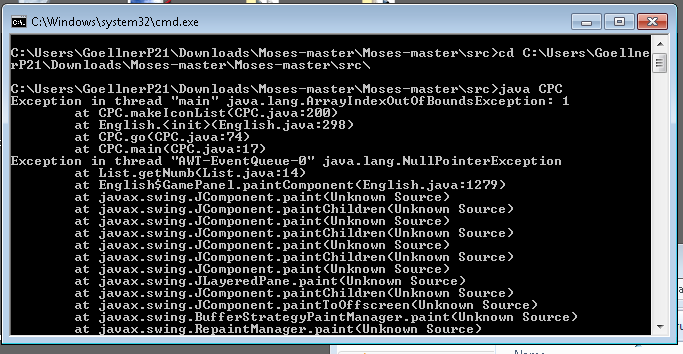 C:\Windows\system32\cmd.exe
C:\Users\GoellnerP21\Downloads\Moses-master\Moses-master\src>cd C:\Users\Goellne
rP21\Downloads\Moses-master\Moses-master\src\
C:\Users\GoellnerP21\Downloads\Moses-master\Moses-master\src>java CPC
Exception in thread "main" java.lang.ArrayIndexOutOfBoundsException: 1
at CPC.makeIconList(CPC.java:200)
at English.<init>(English.java:298)
at CPC.go(CPC.java:74)
at CPC.main(CPC.java:17)
Exception in thread "AWT-EventQueue-0" java.lang.NullPointerException
at List.getNumb(List.java:14)
at English$GamePanel.paintComponent(English.java:1279)
at javax.swing.JComponent.paint(Unknown Source)
at javax.swing.JComponent.paintChildren(Unknown Source)
at javax.swing.JComponent.paint(Unknown Source)
at javax.swing.JComponent.paintChildren(Unknown Source)
at javax.swing.JComponent.paint(Unknown Source)
at javax.swing.JComponent.paintChildren(Unknown Source)
at javax.swing.JComponent.paint(Unknown Source)
at javax.swing.JLayeredPane.paint(Unknown Source)
at javax.swing.JComponent.paintChildren(Unknown Source)
at javax.swing.JComponent.paintToOffscreen(Unknown Source)
at javax.swing.BufferStrategyPaintManager.paint(Unknown Source)
at javax.swing.RepaintManager.paint(Unknown Source)